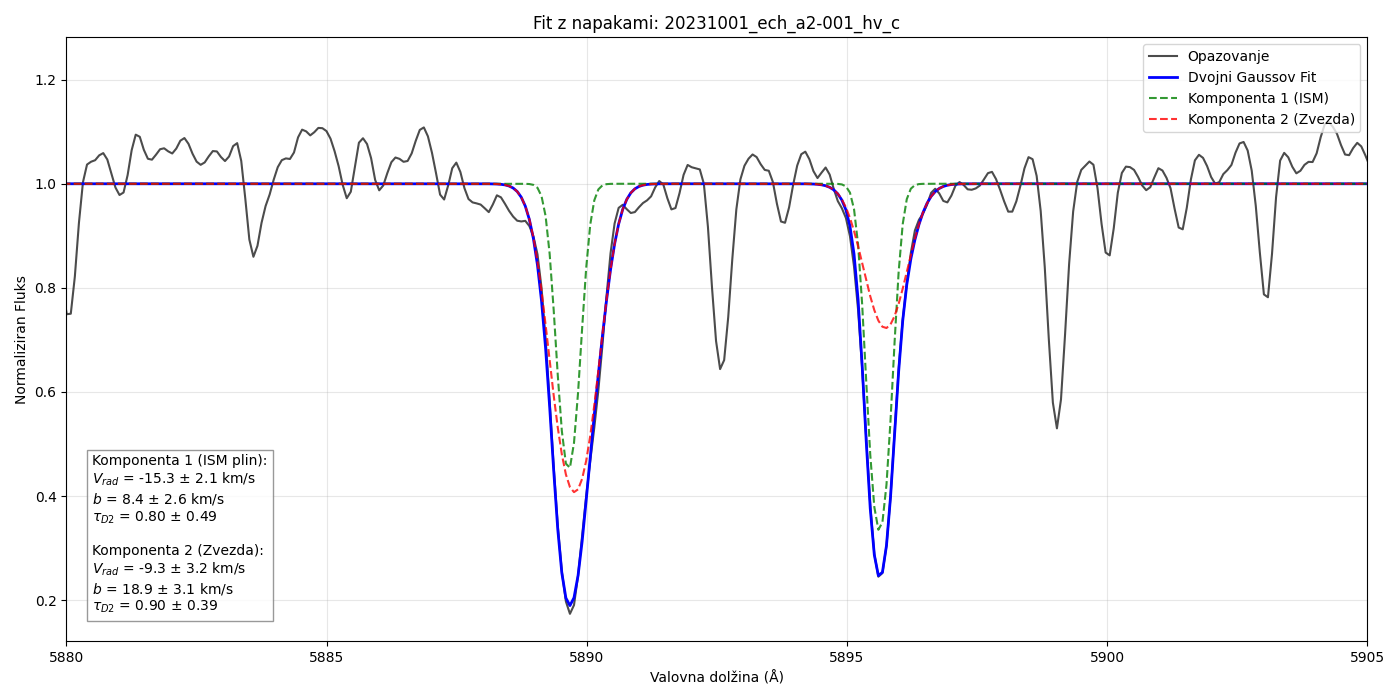 Fit z napakami: 20231001_ech_a2-001_hv_c
Normaliziran Fluks
1.2
1.0
0.8
0.6
0.4
0.2
Opazovanje
Dvojni Gaussov Fit
Komponenta 1 (ISM)
Komponenta 2 (Zvezda)
Komponenta 1 (ISM plin):
V_rad = -15.3 ± 2.1 km/s
b = 8.4 ± 2.6 km/s
τ_D2 = 0.80 ± 0.49
Komponenta 2 (Zvezda):
V_rad = -9.3 ± 3.2 km/s
b = 18.9 ± 3.1 km/s
τ_D2 = 0.90 ± 0.39
5880 5885 5890 5895 5900 5905
Valovna dolžina (Å)